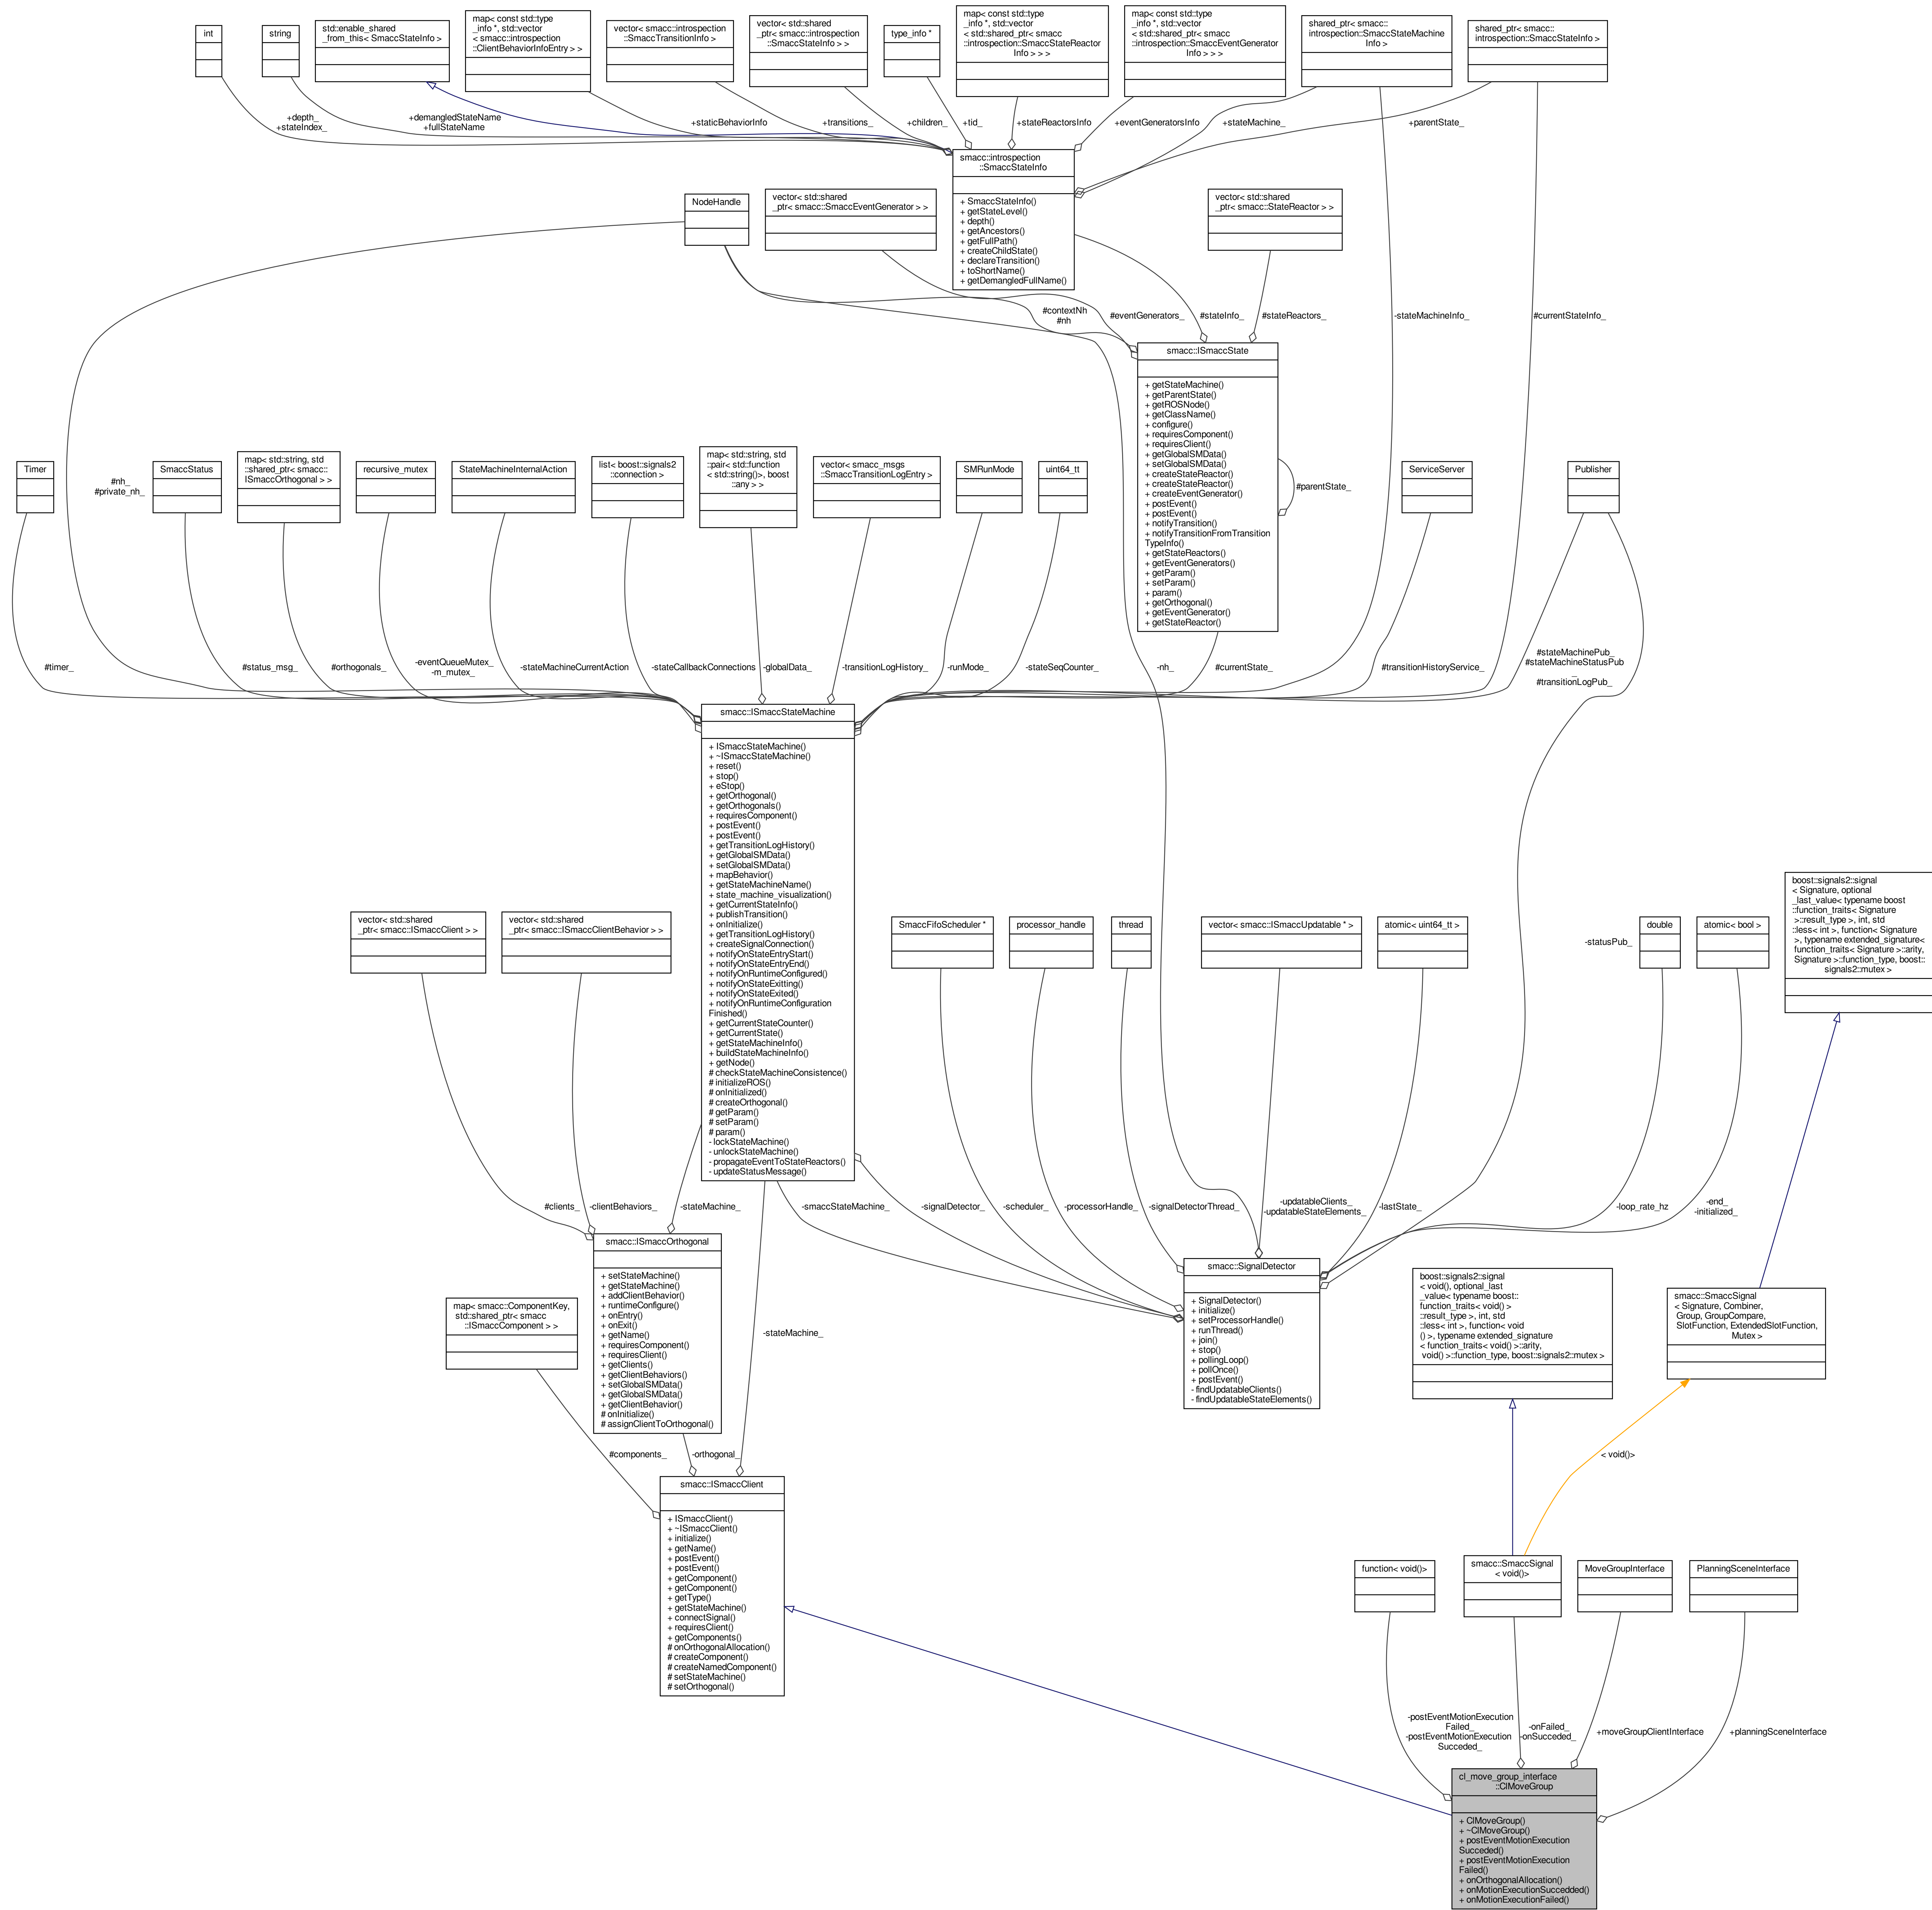 int
string
std::enable_shared
_from_this< SmaccStateInfo >
map< const std::type
_info *, std::vector
< smacc::introspection
::ClientBehaviorInfoEntry > >
vector< smacc::introspection
::SmaccTransitionInfo >
vector< std::shared
_ptr< smacc::introspection
::SmaccStateInfo > >
type_info *
map< const std::type
_info *, std::vector
< std::shared_ptr< smacc
::introspection::SmaccStateReactor
Info > > >
map< const std::type
_info *, std::vector
< std::shared_ptr< smacc
::introspection::SmaccEventGenerator
Info > > >
shared_ptr< smacc::
introspection::SmaccStateMachine
Info >
shared_ptr< smacc::
introspection::SmaccStateInfo >
+depth_
+stateIndex_
+demangledStateName
+fullStateName
+staticBehaviorInfo
+transitions_
+children_
+tid_
+stateReactorsInfo
+eventGeneratorsInfo
+stateMachine_
+parentState_
smacc::introspection
::SmaccStateInfo
+ SmaccStateInfo()
+ getStateLevel()
+ depth()
+ getAncestors()
+ getFullPath()
+ createChildState()
+ declareTransition()
+ toShortName()
+ getDemangledFullName()
NodeHandle
vector< std::shared
_ptr< smacc::SmaccEventGenerator > >
vector< std::shared
_ptr< smacc::StateReactor > >
#contextNh
#nh
#eventGenerators_
#stateInfo_
#stateReactors_
-stateMachineInfo_
#currentStateInfo_
smacc::ISmaccState
+ getStateMachine()
+ getParentState()
+ getROSNode()
+ getClassName()
+ configure()
+ requiresComponent()
+ requiresClient()
+ getGlobalSMData()
+ setGlobalSMData()
+ createStateReactor()
+ createStateReactor()
+ createEventGenerator()
+ postEvent()
+ postEvent()
+ notifyTransition()
+ notifyTransitionFromTransition
TypeInfo()
+ getStateReactors()
+ getEventGenerators()
+ getParam()
+ setParam()
+ param()
+ getOrthogonal()
+ getEventGenerator()
+ getStateReactor()
#parentState_
Timer
#nh_
#private_nh_
SmaccStatus
map< std::string, std
::shared_ptr< smacc::
ISmaccOrthogonal > >
recursive_mutex
StateMachineInternalAction
list< boost::signals2
::connection >
map< std::string, std
::pair< std::function
< std::string()>, boost
::any > >
vector< smacc_msgs
::SmaccTransitionLogEntry >
SMRunMode
uint64_tt
ServiceServer
Publisher
#timer_
#status_msg_
#orthogonals_
-eventQueueMutex_
-m_mutex_
-stateMachineCurrentAction
-stateCallbackConnections
-globalData_
-transitionLogHistory_
-runMode_
-stateSeqCounter_
-nh_
#currentState_
#transitionHistoryService_
#stateMachinePub_
#stateMachineStatusPub
_
#transitionLogPub_
smacc::ISmaccStateMachine
+ ISmaccStateMachine()
+ ~ISmaccStateMachine()
+ reset()
+ stop()
+ eStop()
+ getOrthogonal()
+ getOrthogonals()
+ requiresComponent()
+ postEvent()
+ postEvent()
+ getTransitionLogHistory()
+ getGlobalSMData()
+ setGlobalSMData()
+ mapBehavior()
+ getStateMachineName()
+ state_machine_visualization()
+ getCurrentStateInfo()
+ publishTransition()
+ onInitialize()
+ getTransitionLogHistory()
+ createSignalConnection()
+ notifyOnStateEntryStart()
+ notifyOnStateEntryEnd()
+ notifyOnRuntimeConfigured()
+ notifyOnStateExitting()
+ notifyOnStateExited()
+ notifyOnRuntimeConfiguration
Finished()
+ getCurrentStateCounter()
+ getCurrentState()
+ getStateMachineInfo()
+ buildStateMachineInfo()
+ getNode()
# checkStateMachineConsistence()
# initializeROS()
# onInitialized()
# createOrthogonal()
# getParam()
# setParam()
# param()
- lockStateMachine()
- unlockStateMachine()
- propagateEventToStateReactors()
- updateStatusMessage()
boost::signals2::signal
< Signature, optional
_last_value< typename boost
::function_traits< Signature
>::result_type >, int, std
::less< int >, function< Signature
>, typename extended_signature<
function_traits< Signature >::arity,
Signature >::function_type, boost::
signals2::mutex >
vector< std::shared
_ptr< smacc::ISmaccClient > >
vector< std::shared
_ptr< smacc::ISmaccClientBehavior > >
SmaccFifoScheduler *
processor_handle
thread
vector< smacc::ISmaccUpdatable * >
atomic< uint64_tt >
-statusPub_
double
atomic< bool >
#clients_
-clientBehaviors_
-stateMachine_
-smaccStateMachine_
-signalDetector_
-scheduler_
-processorHandle_
-signalDetectorThread_
-updatableClients_
-updatableStateElements_
-lastState_
-loop_rate_hz
-end_
-initialized_
smacc::ISmaccOrthogonal
+ setStateMachine()
+ getStateMachine()
+ addClientBehavior()
+ runtimeConfigure()
+ onEntry()
+ onExit()
+ getName()
+ requiresComponent()
+ requiresClient()
+ getClients()
+ getClientBehaviors()
+ setGlobalSMData()
+ getGlobalSMData()
+ getClientBehavior()
# onInitialize()
# assignClientToOrthogonal()
smacc::SignalDetector
+ SignalDetector()
+ initialize()
+ setProcessorHandle()
+ runThread()
+ join()
+ stop()
+ pollingLoop()
+ pollOnce()
+ postEvent()
- findUpdatableClients()
- findUpdatableStateElements()
boost::signals2::signal
< void(), optional_last
_value< typename boost::
function_traits< void() >
::result_type >, int, std
::less< int >, function< void
() >, typename extended_signature
< function_traits< void() >::arity,
void() >::function_type, boost::signals2::mutex >
smacc::SmaccSignal
< Signature, Combiner,
Group, GroupCompare,
SlotFunction, ExtendedSlotFunction,
Mutex >
map< smacc::ComponentKey,
std::shared_ptr< smacc
::ISmaccComponent > >
-stateMachine_
#components_
-orthogonal_
< void()>
smacc::ISmaccClient
+ ISmaccClient()
+ ~ISmaccClient()
+ initialize()
+ getName()
+ postEvent()
+ postEvent()
+ getComponent()
+ getComponent()
+ getType()
+ getStateMachine()
+ connectSignal()
+ requiresClient()
+ getComponents()
# onOrthogonalAllocation()
# createComponent()
# createNamedComponent()
# setStateMachine()
# setOrthogonal()
function< void()>
smacc::SmaccSignal
< void()>
MoveGroupInterface
PlanningSceneInterface
-postEventMotionExecution
Failed_
-postEventMotionExecution
Succeded_
-onFailed_
-onSucceded_
+moveGroupClientInterface
+planningSceneInterface
cl_move_group_interface
::ClMoveGroup
+ ClMoveGroup()
+ ~ClMoveGroup()
+ postEventMotionExecution
Succeded()
+ postEventMotionExecution
Failed()
+ onOrthogonalAllocation()
+ onMotionExecutionSuccedded()
+ onMotionExecutionFailed()